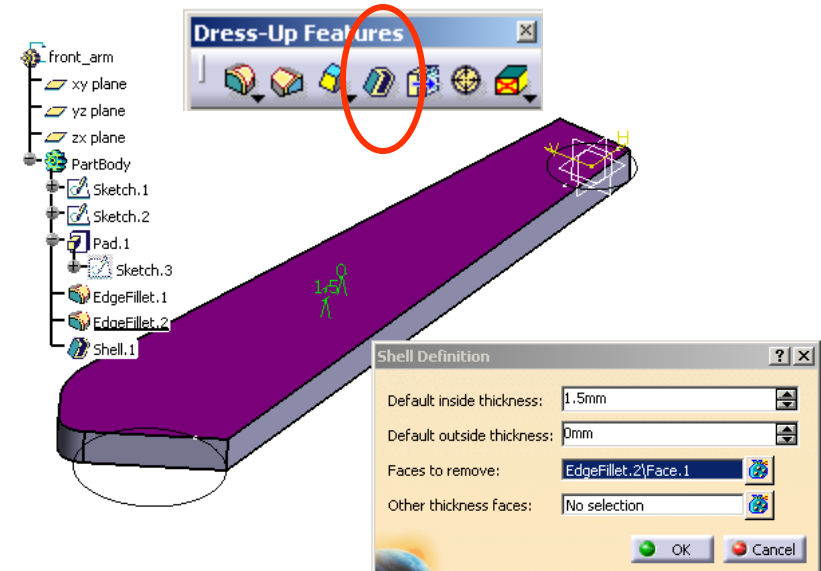 Dress-Up Features
front_arm
xy plane
yz plane
zx plane
PartBody
Sketch.1
Sketch.2
Pad.1
Sketch.3
EdgeFillet.1
EdgeFillet.2
Shell.1
H
V
1.5
0
Shell Definition
Default inside thickness: 1.5mm
Default outside thickness: 0mm
Faces to remove: EdgeFillet.2\Face.1
Other thickness faces: No selection
OK Cancel